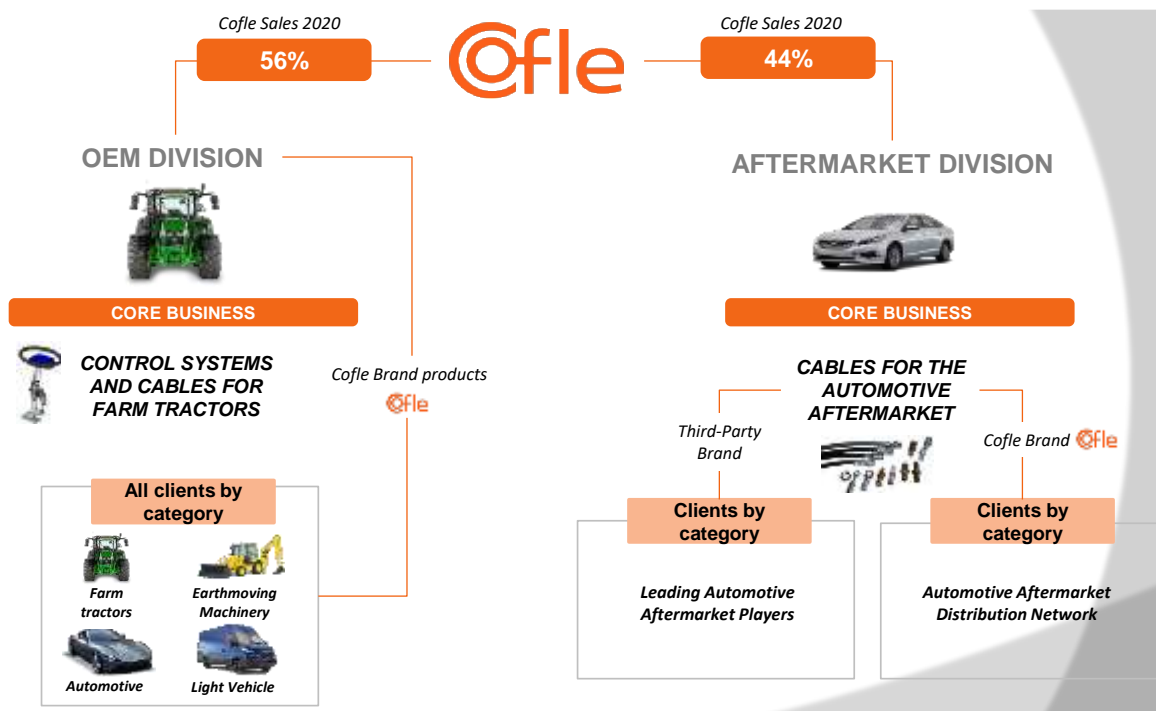 Cofle Sales 2020
56%
Cofle
Cofle Sales 2020
44%
OEM DIVISION
CORE BUSINESS
CONTROL SYSTEMS
AND CABLES FOR
FARM TRACTORS
Cofle Brand products
Cofle
All clients by
category
Farm
tractors
Earthmoving
Machinery
Automotive
Light Vehicle
AFTERMARKET DIVISION
CORE BUSINESS
CABLES FOR THE
AUTOMOTIVE
AFTERMARKET
Third-Party
Brand
Cofle Brand Cofle
Clients by
category
Leading Automotive
Aftermarket Players
Clients by
category
Automotive Aftermarket
Distribution Network